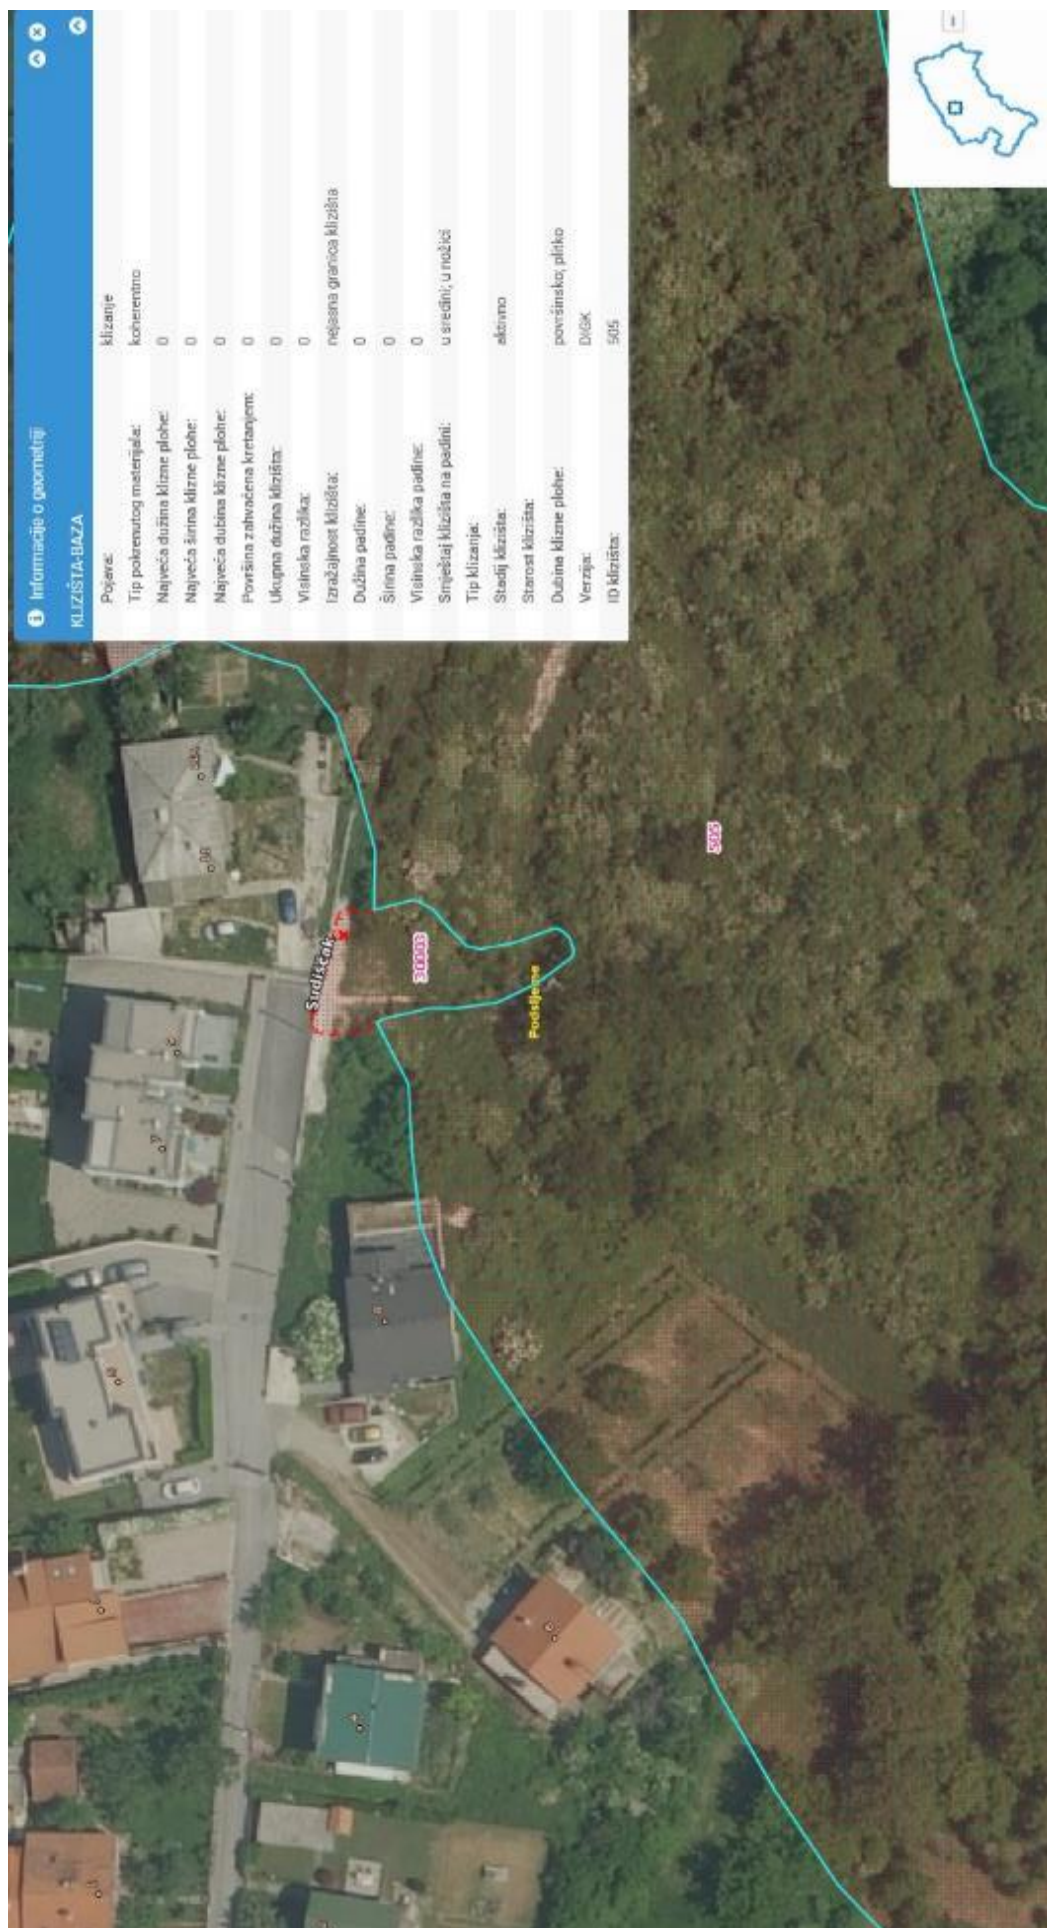 Informacije o geometriji
KLIZIŠTA-BAZA
Pojava: klizanje
Tip pokrenutog materijala: koherentno
Najveća dužina klizne plohe: 0
Najveća širina klizne plohe: 0
Najveća dubina klizne plohe: 0
Površina zahvaćena kretanjem: 0
Ukupna dužina klizišta: 0
Visinska razlika: 0
Izražajnost klizišta: nejasna granica klizišta
Dužina padine: 0
Širina padine: 0
Visinska razlika padine: 0
Smještaj klizišta na padini: u sredini; u nožici
Tip klizanja:
Stadij klizišta: aktivno
Starost klizišta:
Dubina klizne plohe: površinsko; plitko
Verzija: DIGK
ID klizišta: 505
30003
Podsljeme
505